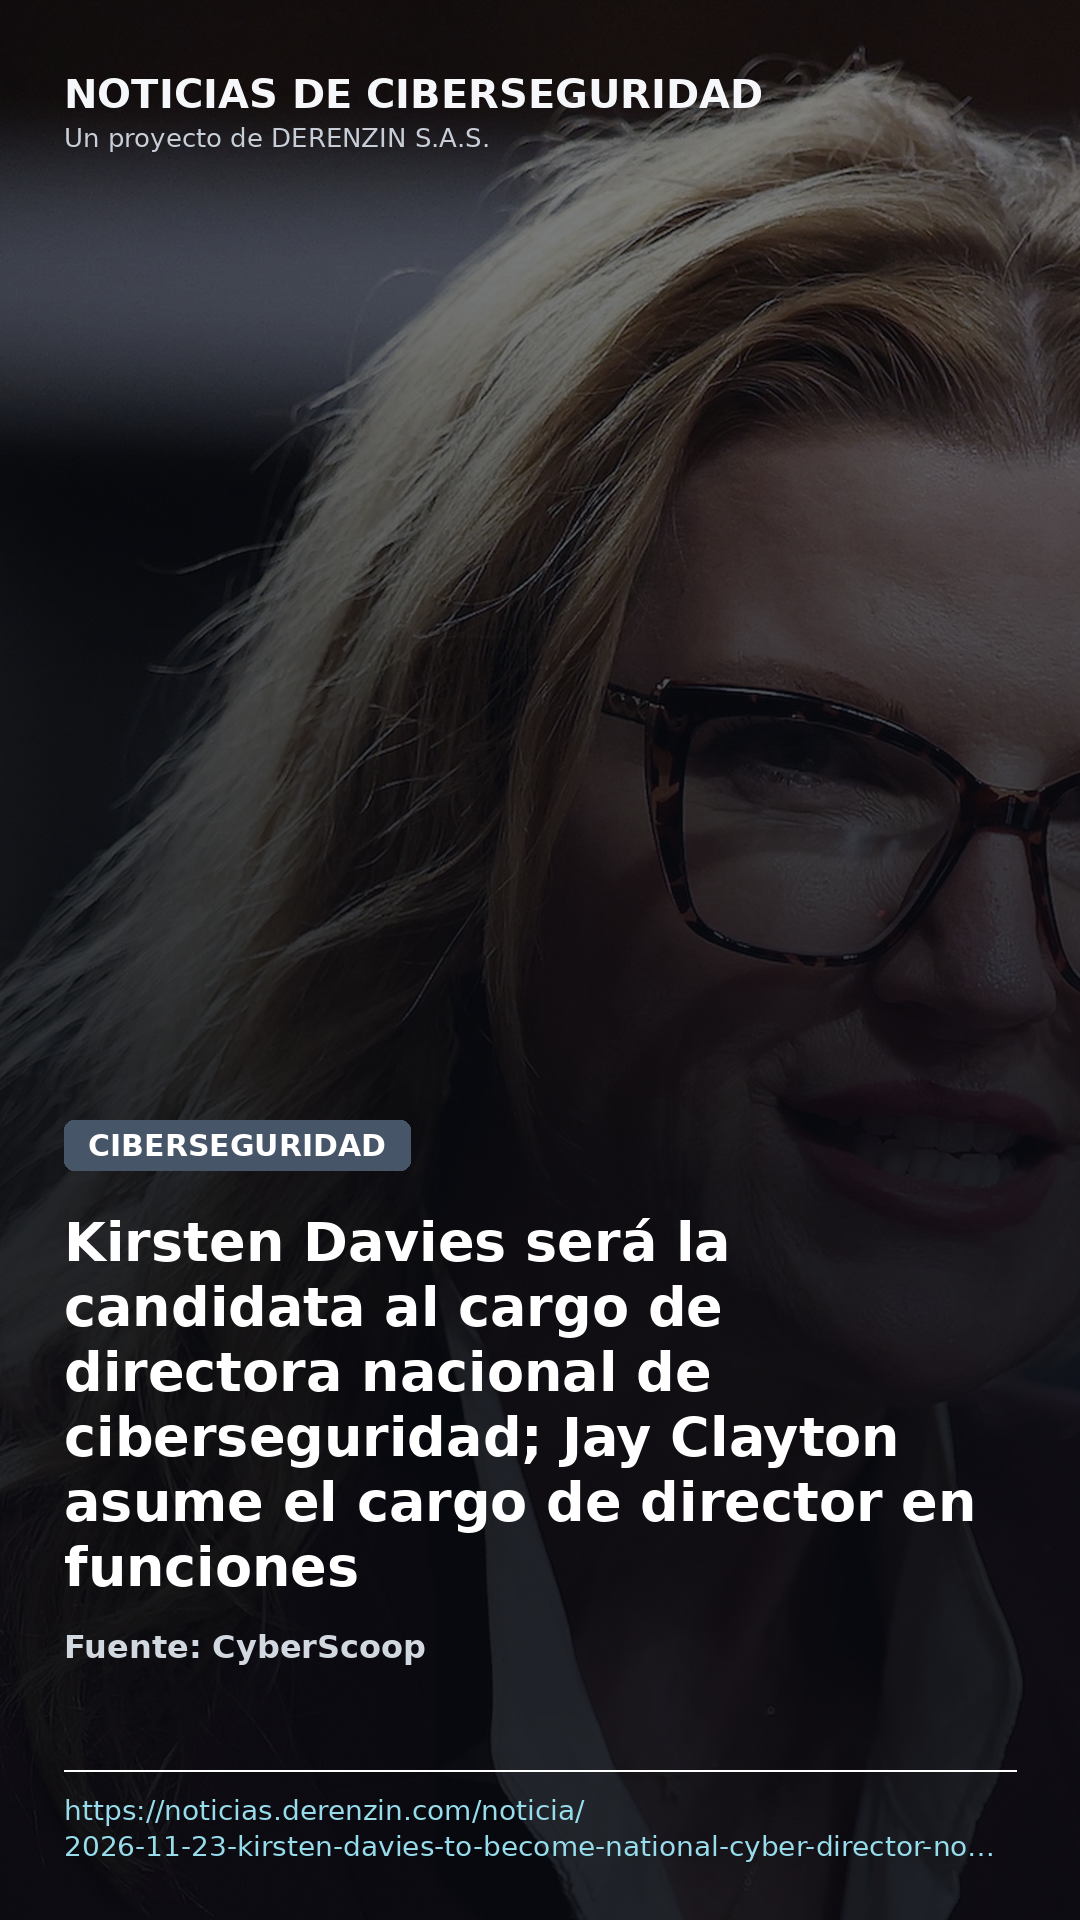 NOTICIAS DE CIBERSEGURIDAD
Un proyecto de DERENZIN S.A.S.
CIBERSEGURIDAD
Kirsten Davies será la
candidata al cargo de
directora nacional de
ciberseguridad; Jay Clayton
asume el cargo de director en
funciones
Fuente: CyberScoop
https://noticias.derenzin.com/noticia/
2026-11-23-kirsten-davies-to-become-national-cyber-director-no...